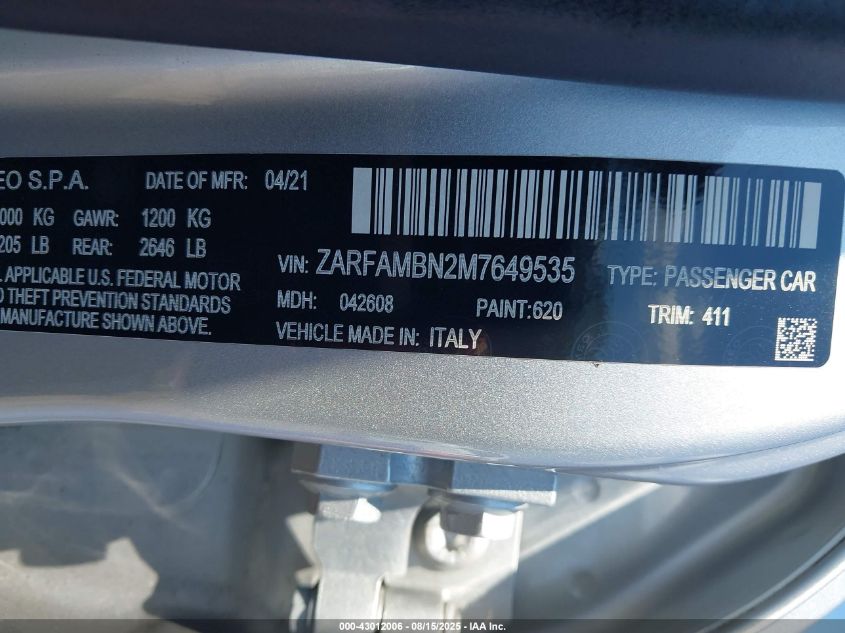 EO S.P.A. DATE OF MFR: 04/21
000 KG GAWR: 1200 KG
205 LB REAR: 2646 LB
APPLICABLE U.S. FEDERAL MOTOR
THEFT PREVENTION STANDARDS
MANUFACTURE SHOWN ABOVE.
VIN: ZARFAMBN2M7649535 TYPE: PASSENGER CAR
MDH: 042608 PAINT:620 TRIM: 411
VEHICLE MADE IN: ITALY
000-43012006 - 08/15/2025 - IAA Inc.